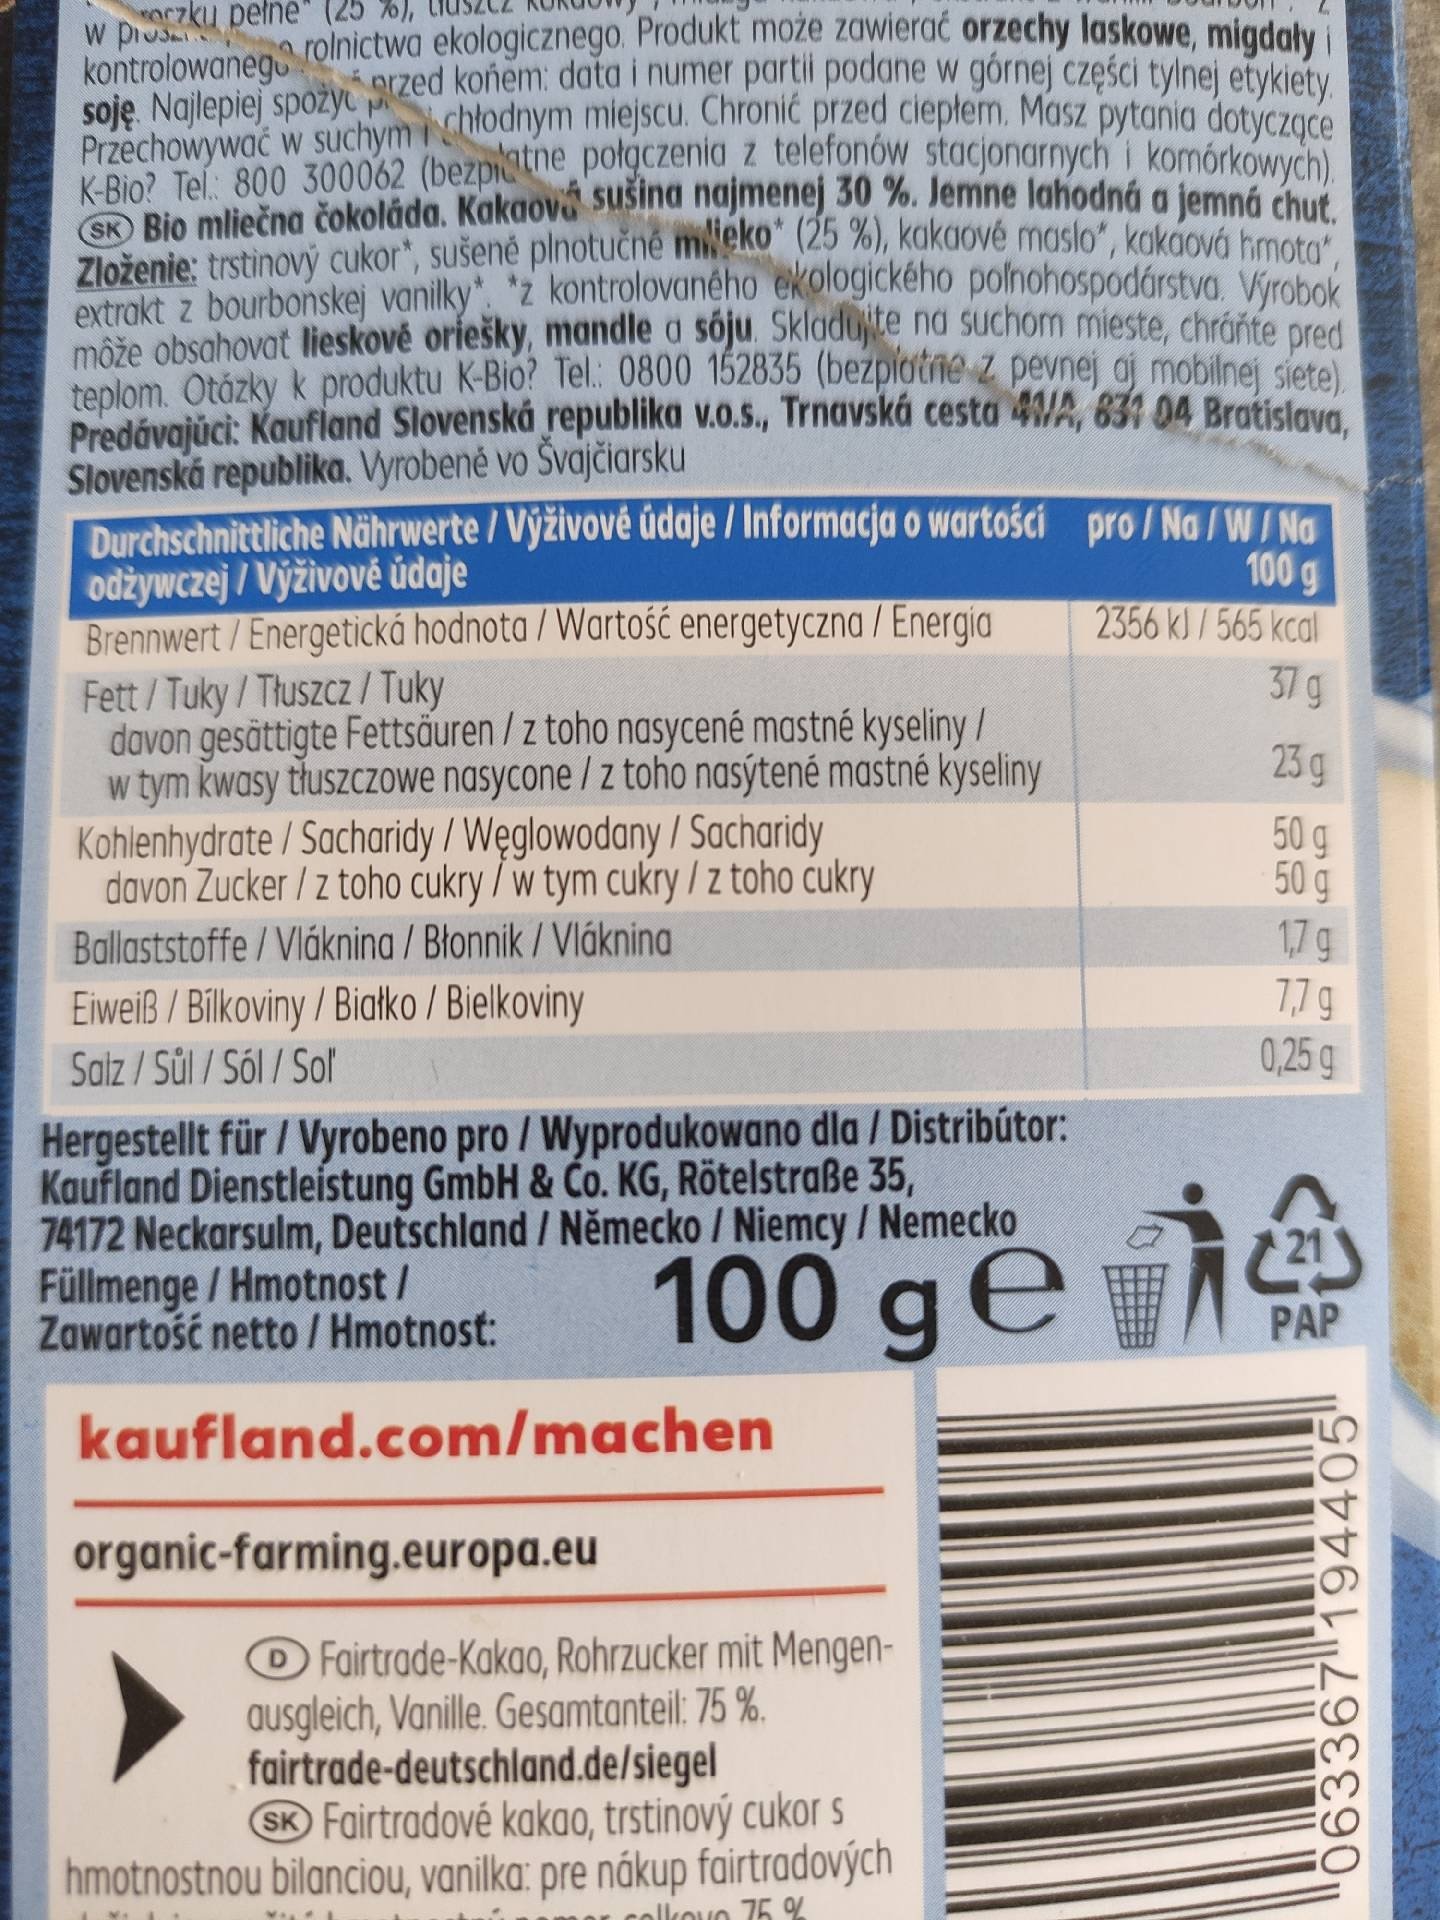 pełne* (25 %),
w
kontrolowanego rolnictwa ekologicznego. Produkt może zawierać orzechy laskowe, migdały i
soję. Najlepiej spożyć przed końem: data i numer partii podane w górnej części tylnej etykiety.
Przechowywać w suchym i chłodnym miejscu. Chronić przed ciepłem. Masz pytania dotyczące
K-Bio? Tel.: 800 300062 (bezpłatne połączenia z telefonów stacjonarnych i komórkowych).
SK Bio mliečna čokoláda. Kakaová sušina najmenej 30 %. Jemne lahodná a jemná chuť.
Zloženie: trstinový cukor*, sušené plnotučné mlieko* (25 %), kakaové maslo*, kakaová hmota*,
extrakt z bourbonskej vanilky*. *z kontrolovaného ekologického poľnohospodárstva. Výrobok
môže obsahovať lieskové oriešky, mandle a sóju. Skladujte na suchom mieste, chráňte pred
teplom. Otázky k produktu K-Bio? Tel.: 0800 152835 (bezplatne z pevnej aj mobilnej siete).
Predávajúci: Kaufland Slovenská republika v.o.s., Trnavská cesta 41/A, 831 04 Bratislava,
Slovenská republika. Vyrobené vo Švajčiarsku
Durchschnittliche Nährwerte / Výživové údaje / Informacja o wartości pro / Na / W / Na
odżywczej / Výživové údaje 100 g
Brennwert / Energetická hodnota / Wartość energetyczna / Energia 2356 kJ / 565 kcal
Fett / Tuky / Tłuszcz / Tuky 37 g
davon gesättigte Fettsäuren / z toho nasycené mastné kyseliny /
w tym kwasy tłuszczowe nasycone / z toho nasýtené mastné kyseliny 23 g
Kohlenhydrate / Sacharidy / Węglowodany / Sacharidy 50 g
davon Zucker / z toho cukry / w tym cukry / z toho cukry 50 g
Ballaststoffe / Vláknina / Błonnik / Vláknina 1,7 g
Eiweiß / Bílkoviny / Białko / Bielkoviny 7,7 g
Salz / Sůl / Sól / Soľ 0,25 g
Hergestellt für / Vyrobeno pro / Wyprodukowano dla / Distribútor:
Kaufland Dienstleistung GmbH & Co. KG, Rötelstraße 35,
74172 Neckarsulm, Deutschland / Německo / Niemcy / Nemecko
Füllmenge / Hmotnost /
Zawartość netto / Hmotnosť:
100 g e
21
PAP
kaufland.com/machen
organic-farming.europa.eu
D Fairtrade-Kakao, Rohrzucker mit Mengen-
ausgleich, Vanille. Gesamtanteil: 75 %.
fairtrade-deutschland.de/siegel
SK Fairtradové kakao, trstinový cukor s
hmotnostnou bilanciou, vanilka: pre nákup fairtradových
75 %
063367 194405